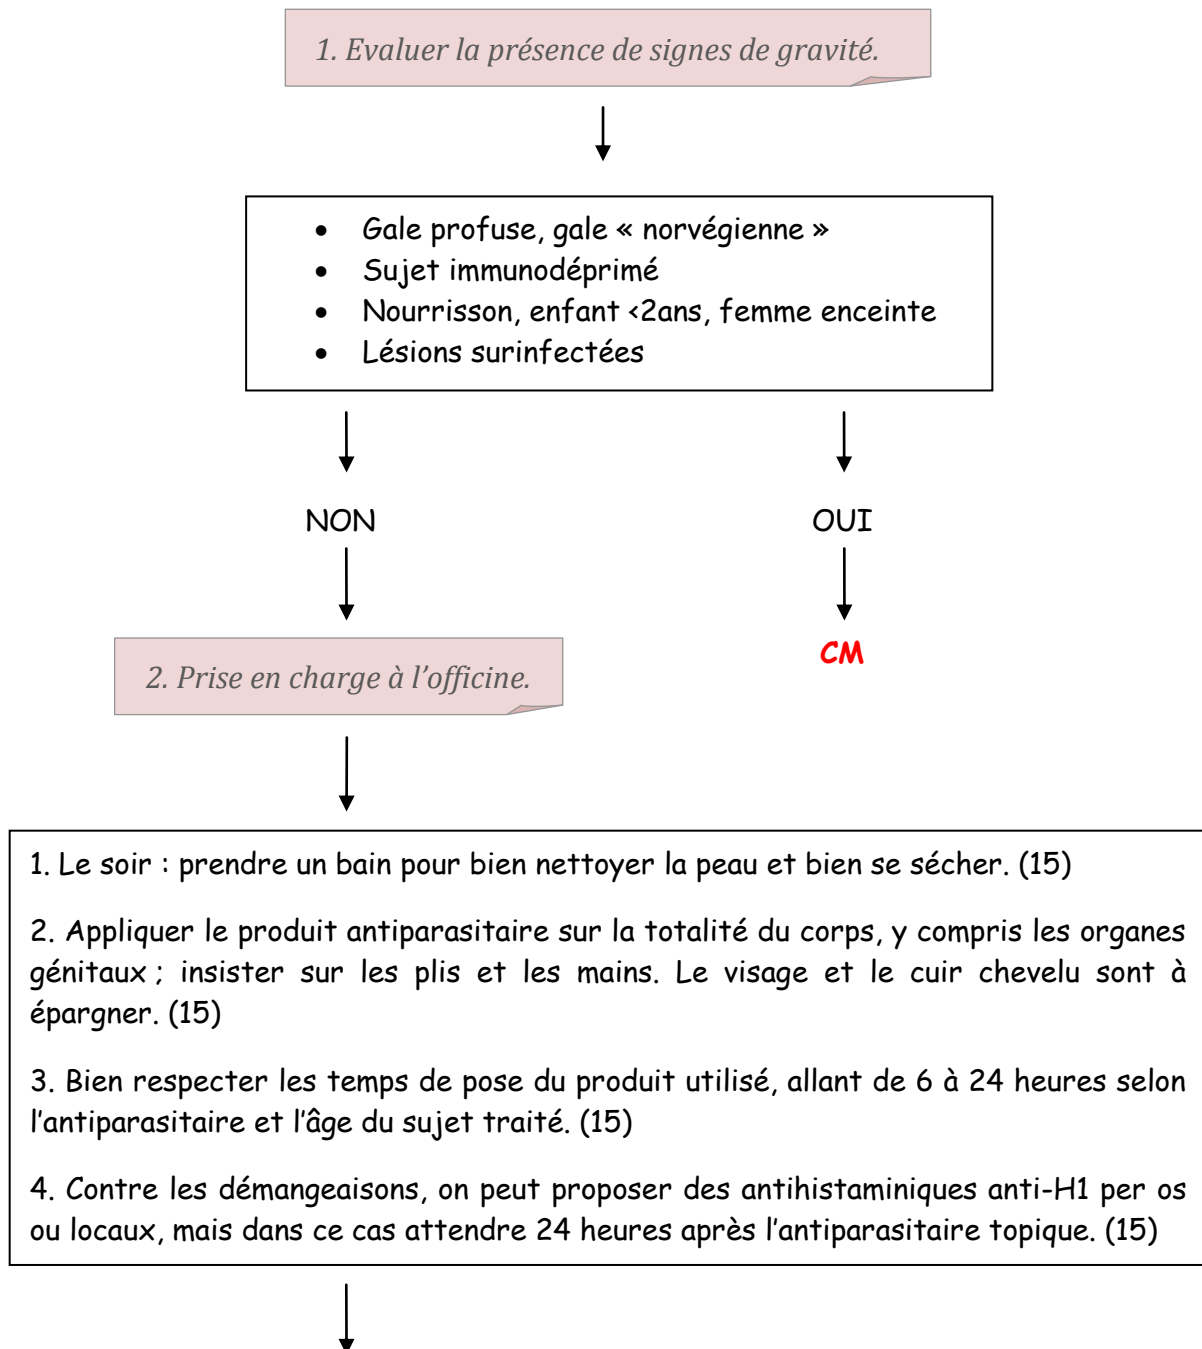 1. Evaluer la présence de signes de gravité.
• Gale profuse, gale « norvégienne »
• Sujet immunodéprimé
• Nourrisson, enfant <2ans, femme enceinte
• Lésions surinfectées
NON
OUI
CM
2. Prise en charge à l’officine.
1. Le soir : prendre un bain pour bien nettoyer la peau et bien se sécher. (15)
2. Appliquer le produit antiparasitaire sur la totalité du corps, y compris les organes
génitaux ; insister sur les plis et les mains. Le visage et le cuir chevelu sont à
épargner. (15)
3. Bien respecter les temps de pose du produit utilisé, allant de 6 à 24 heures selon
l’antiparasitaire et l’âge du sujet traité. (15)
4. Contre les démangeaisons, on peut proposer des antihistaminiques anti-H1 per os
ou locaux, mais dans ce cas attendre 24 heures après l’antiparasitaire topique. (15)